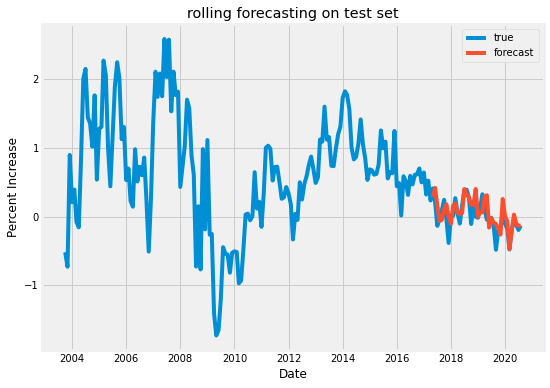 rolling forecasting on test set
true
forecast
Percent Increase
2
1
0
−1
2004 2006 2008 2010 2012 2014 2016 2018 2020
Date